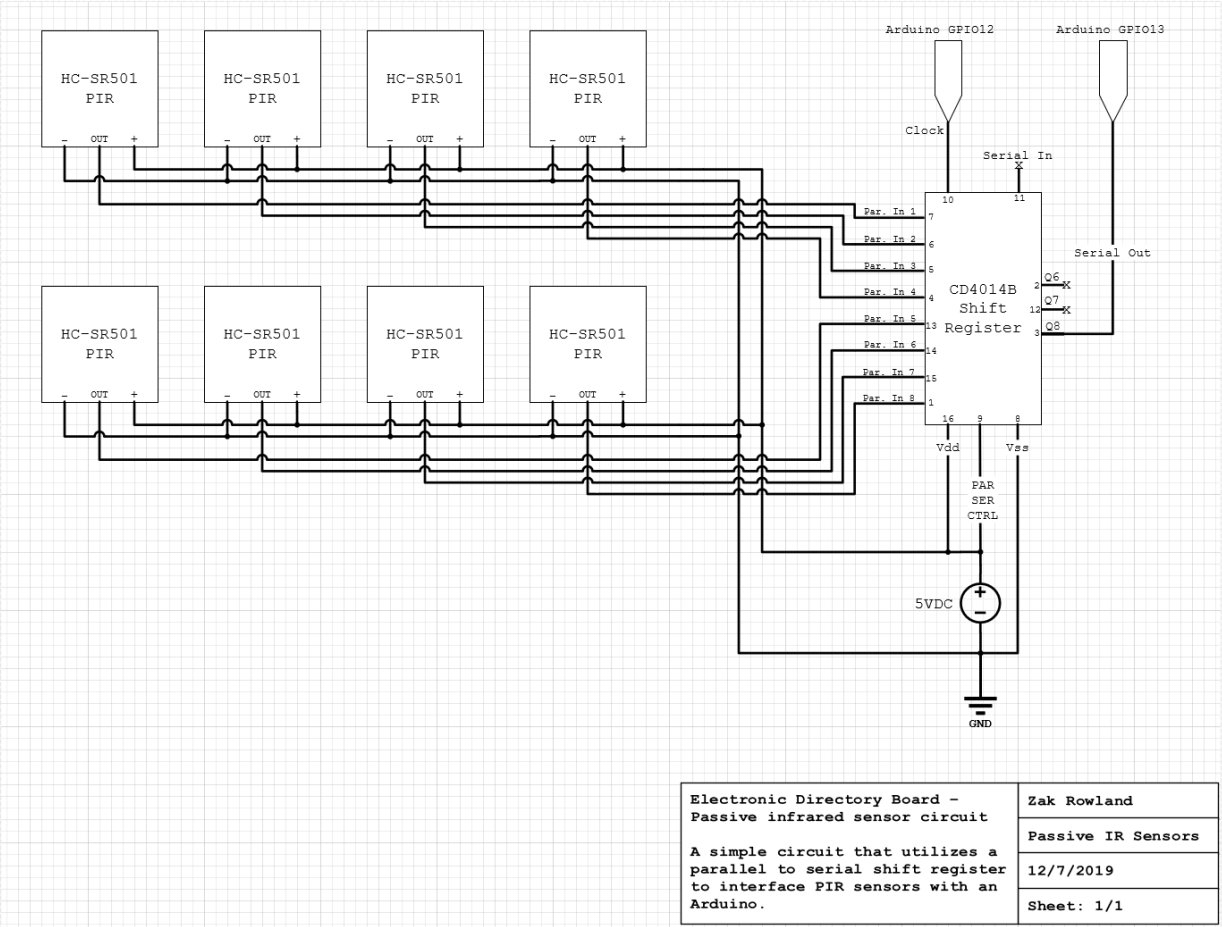 Arduino GPIO12
Arduino GPIO13
HC-SR501
PIR
HC-SR501
PIR
HC-SR501
PIR
HC-SR501
PIR
- OUT +
- OUT +
- OUT +
- OUT +
Clock
Serial In
X
10
11
Par. In 1
7
Par. In 2
6
Par. In 3
5
Par. In 4
4
Par. In 5
13
Par. In 6
14
Par. In 7
15
Par. In 8
1
CD4014B
Shift
Register
Serial Out
2 Q6 X
12 Q7 X
3 Q8
HC-SR501
PIR
HC-SR501
PIR
HC-SR501
PIR
HC-SR501
PIR
- OUT +
- OUT +
- OUT +
- OUT +
16
9
8
Vdd
Vss
PAR
SER
CTRL
5VDC
+
-
GND
Electronic Directory Board -
Passive infrared sensor circuit
A simple circuit that utilizes a
parallel to serial shift register
to interface PIR sensors with an
Arduino.
Zak Rowland
Passive IR Sensors
12/7/2019
Sheet: 1/1